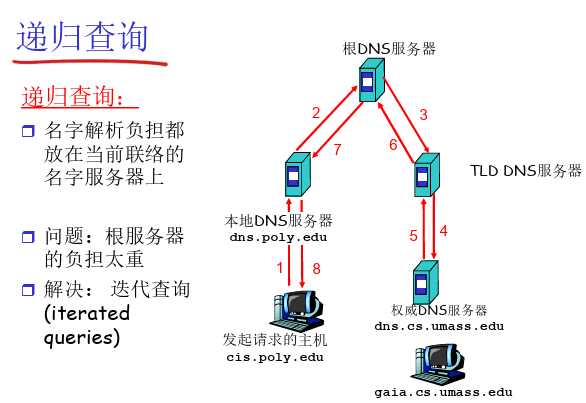 递归查询
递归查询：
名字解析负担都
放在当前联络的
名字服务器上
问题：根服务器
的负担太重
解决： 迭代查询
(iterated
queries)
根DNS服务器
2
3
7
6
TLD DNS服务器
本地DNS服务器
dns.poly.edu
5
4
1
8
权威DNS服务器
dns.cs.umass.edu
发起请求的主机
cis.poly.edu
gaia.cs.umass.edu